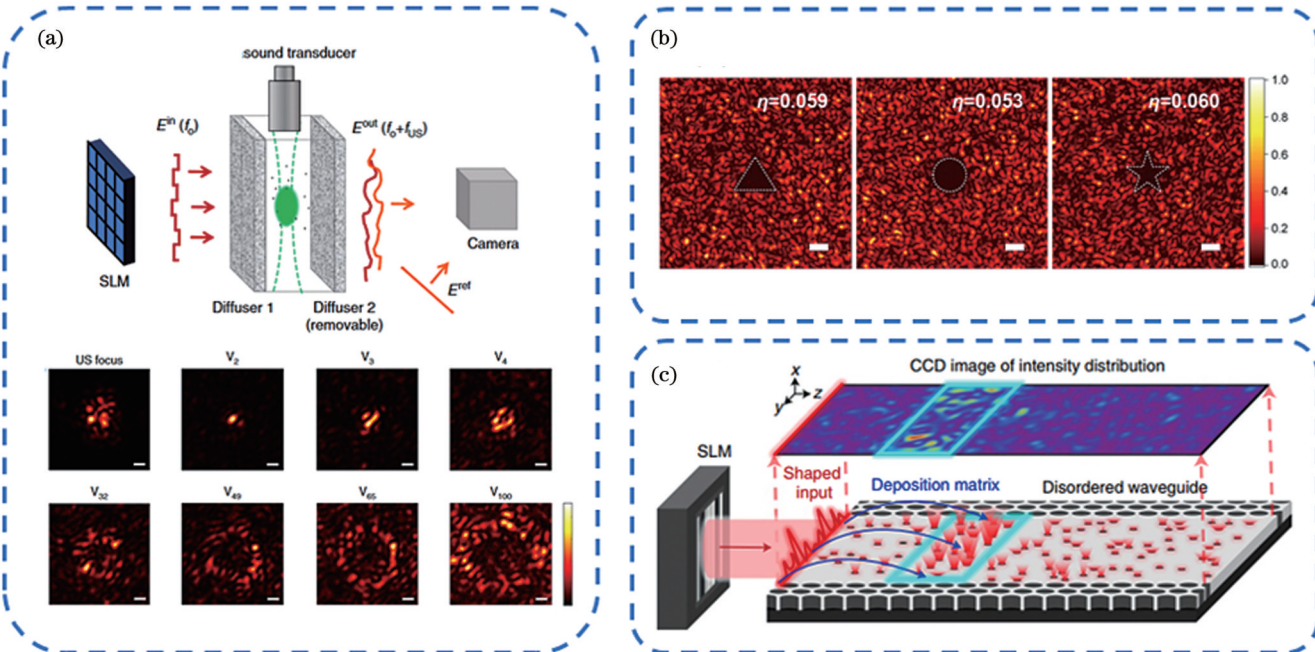 (a)
sound transducer
E^in (f_o)
E^out (f_o+f_US)
SLM
Camera
E^ref
Diffuser 1
Diffuser 2
(removable)
US focus
V_2
V_3
V_4
V_32
V_49
V_65
V_100
(b)
η=0.059
η=0.053
η=0.060
1.0
0.8
0.6
0.4
0.2
0.0
(c)
CCD image of intensity distribution
x
y
z
SLM
Shaped
input
Deposition matrix
Disordered waveguide